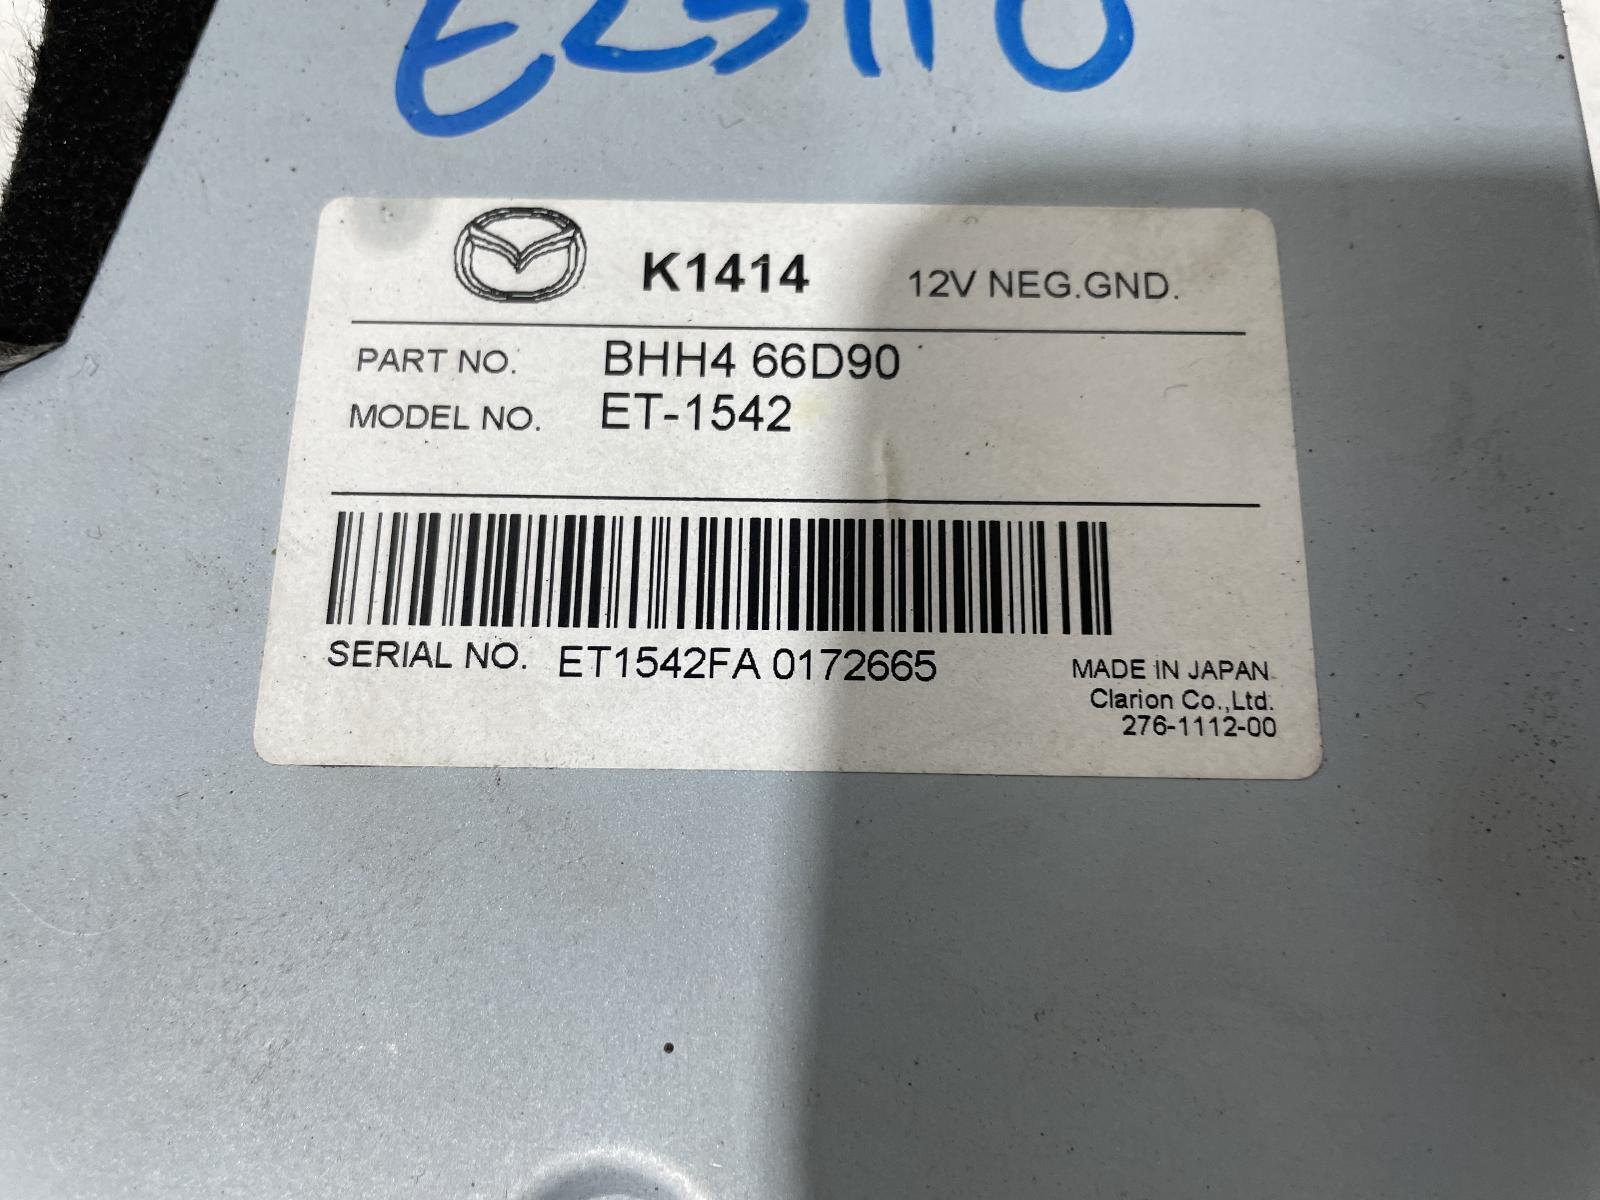 E25110
K1414 12V NEG.GND.
PART NO. BHH4 66D90
MODEL NO. ET-1542
SERIAL NO. ET1542FA 0172665
MADE IN JAPAN
Clarion Co.,Ltd.
276-1112-00